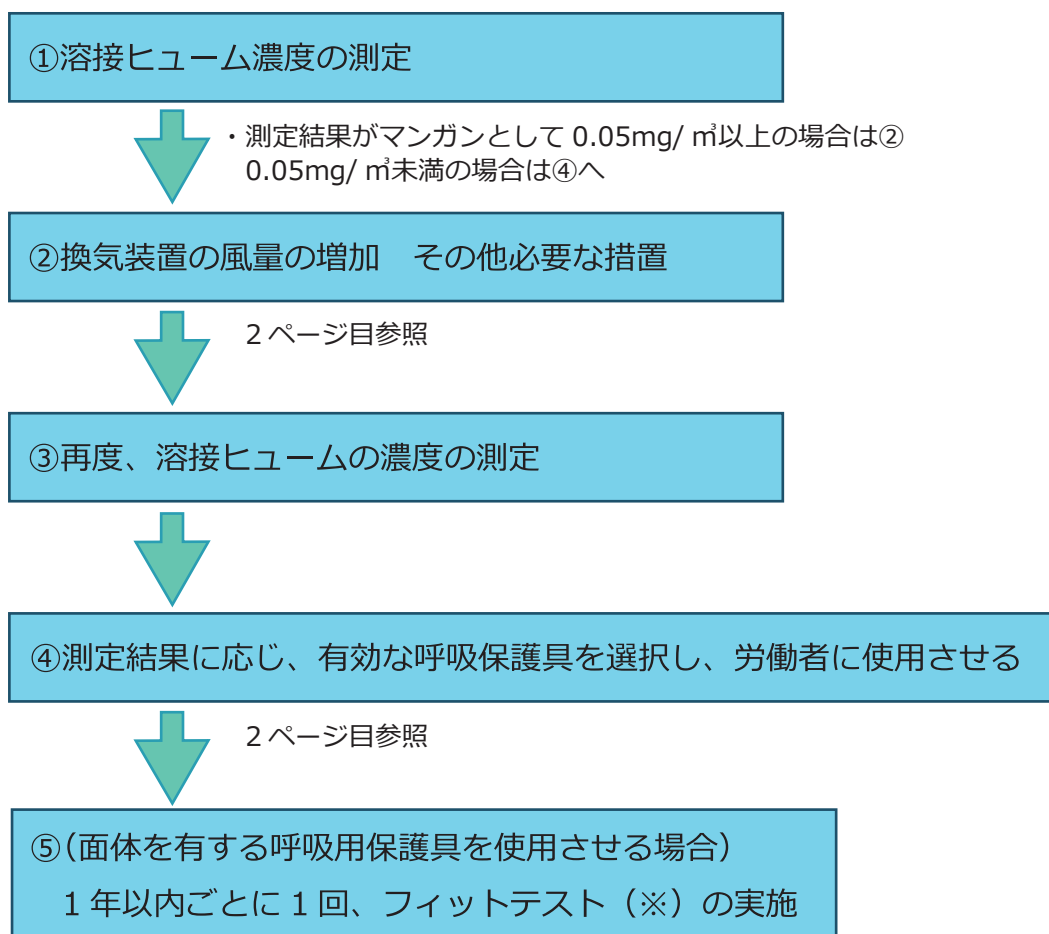 ①溶接ヒューム濃度の測定
・測定結果がマンガンとして 0.05mg/ ㎥以上の場合は②
0.05mg/ ㎥未満の場合は④へ
②換気装置の風量の増加　その他必要な措置
2 ページ目参照
③再度、溶接ヒュームの濃度の測定
④測定結果に応じ、有効な呼吸保護具を選択し、労働者に使用させる
2 ページ目参照
⑤（面体を有する呼吸用保護具を使用させる場合）
1 年以内ごとに 1 回、フィットテスト（※）の実施